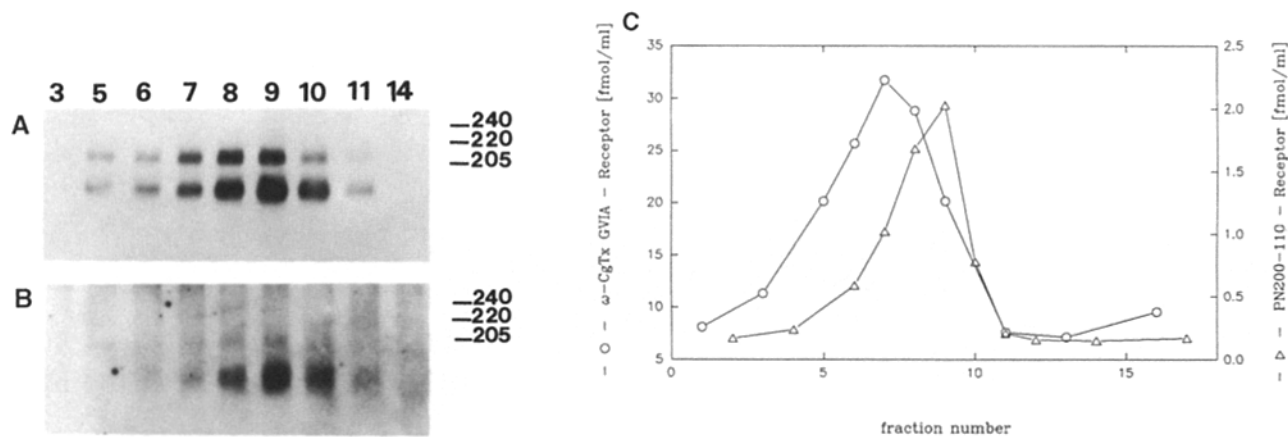 3 5 6 7 8 9 10 11 14
A
–240
–220
–205
B
–240
–220
–205
C
35
30
25
20
15
10
5
2.5
2.0
1.5
1.0
0.5
0.0
0 5 10 15
fraction number
– ○ – ω-CgTx GVIA – Receptor [fmol/ml]
– △ – PN200-110 – Receptor [fmol/ml]